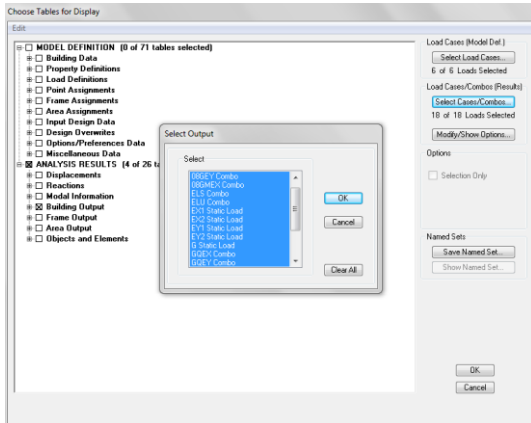 Choose Tables for Display
Edit
MODEL DEFINITION (0 of 71 tables selected)
Building Data
Property Definitions
Load Definitions
Point Assignments
Frame Assignments
Area Assignments
Input Design Data
Design Overwrites
Options/Preferences Data
Miscellaneous Data
ANALYSIS RESULTS (4 of 26 ta
Displacements
Reactions
Modal Information
Building Output
Frame Output
Area Output
Objects and Elements
Select Output
Select
08GEY Combo
08GMEX Combo
ELS Combo
ELU Combo
EX1 Static Load
EX2 Static Load
EY1 Static Load
EY2 Static Load
G Static Load
GQEX Combo
GQEY Combo
OK
Cancel
Clear All
Load Cases (Model Def.)
Select Load Cases...
6 of 6 Loads Selected
Load Cases/Combos (Results)
Select Cases/Combos...
18 of 18 Loads Selected
Modify/Show Options...
Options
Selection Only
Named Sets
Save Named Set...
Show Named Set...
OK
Cancel